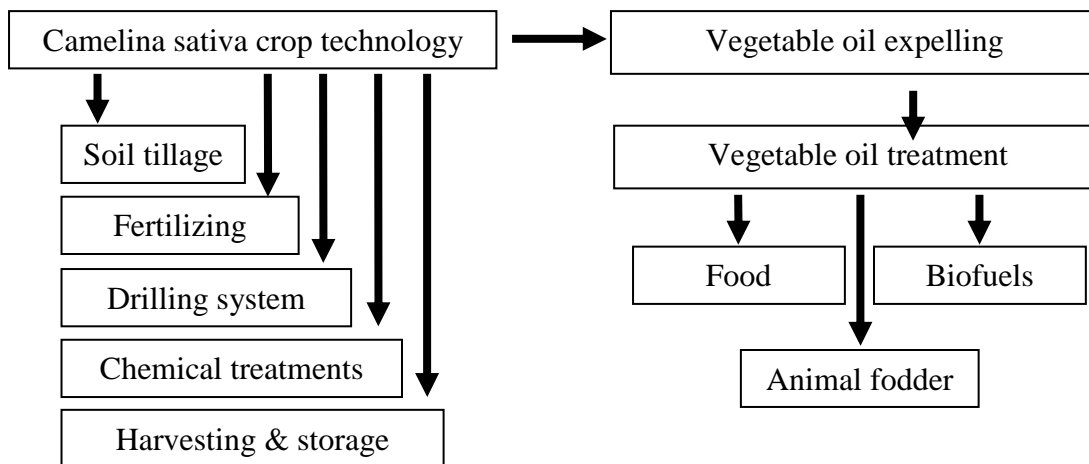 Camelina sativa crop technology
Soil tillage
Fertilizing
Drilling system
Chemical treatments
Harvesting & storage
Vegetable oil expelling
Vegetable oil treatment
Food
Biofuels
Animal fodder